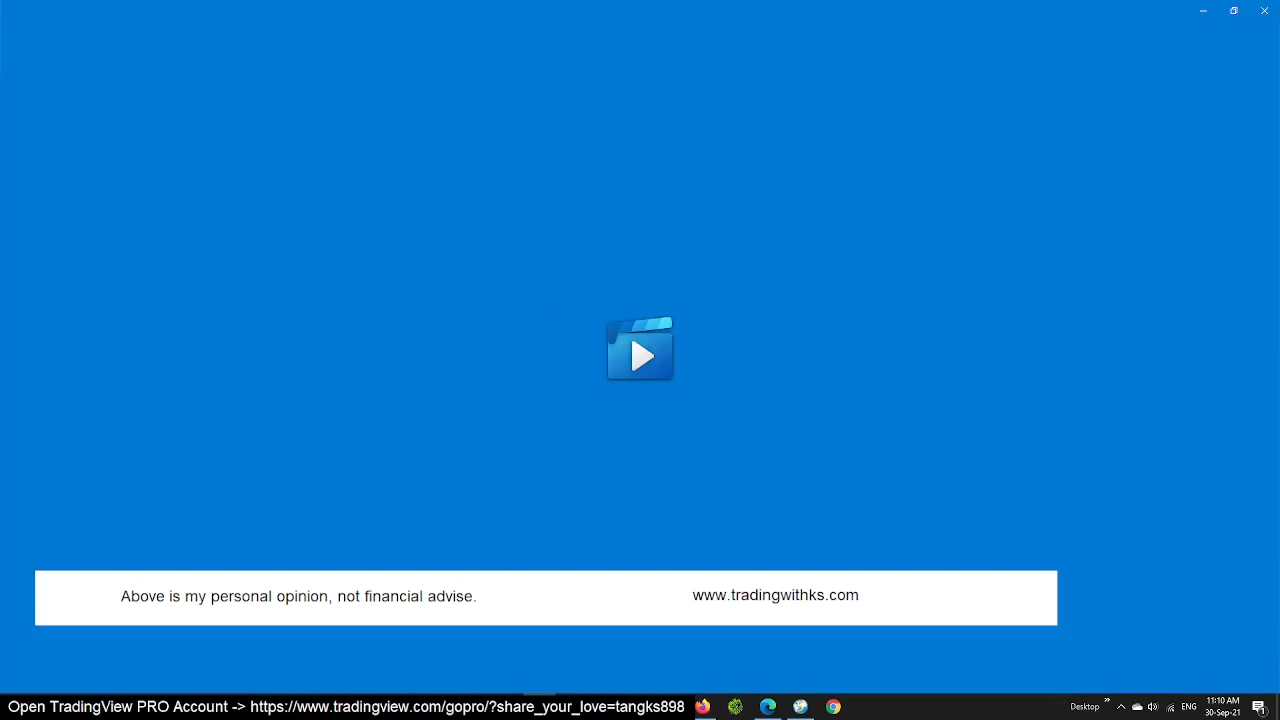 Above is my personal opinion, not financial advise. www.tradingwithks.com
Open TradingView PRO Account -> https://www.tradingview.com/gopro/?share_your_love=tangks898
Desktop
ENG
11:10 AM
30-Sep-21